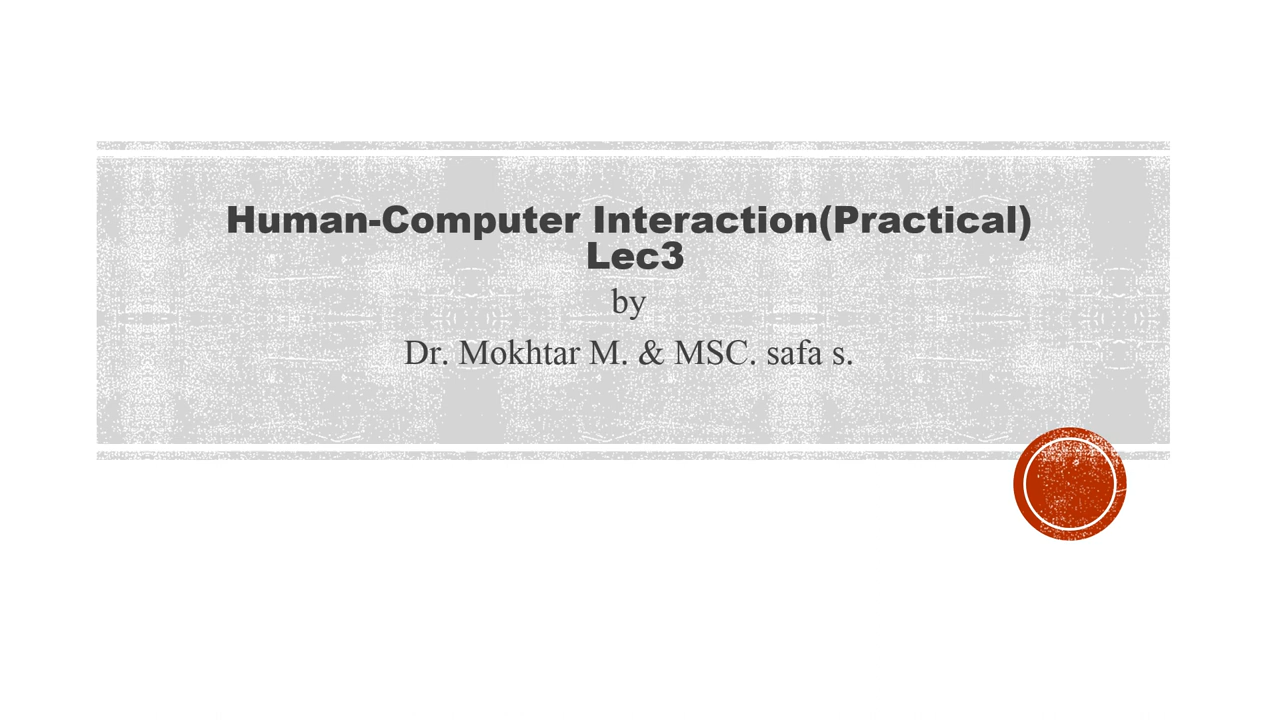 Human-Computer Interaction(Practical)
Lec3
by
Dr. Mokhtar M. & MSC. safa s.